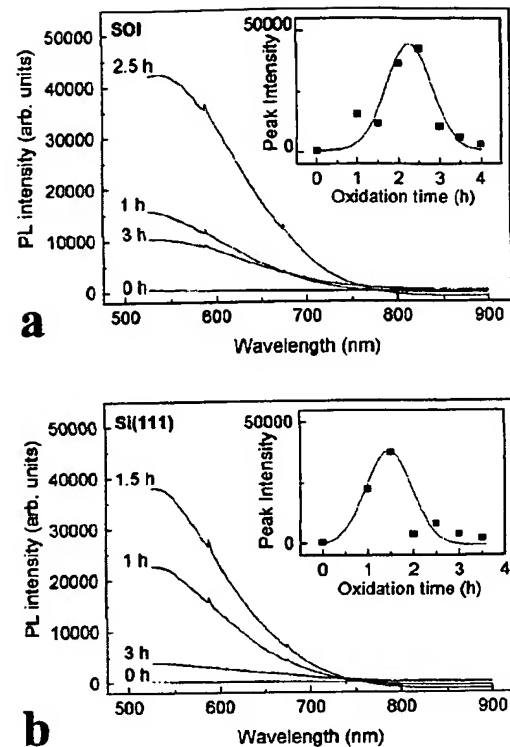 SOI
50000
40000
30000
20000
10000
0
PL intensity (arb. units)
2.5 h
1 h
3 h
0 h
500 600 700 800 900
Wavelength (nm)
50000
0
Peak Intensity
0 1 2 3 4
Oxidation time (h)
a
Si(111)
50000
40000
30000
20000
10000
0
PL intensity (arb. units)
1.5 h
1 h
3 h
0 h
500 600 700 800 900
Wavelength (nm)
50000
0
Peak Intensity
0 1 2 3 4
Oxidation time (h)
b